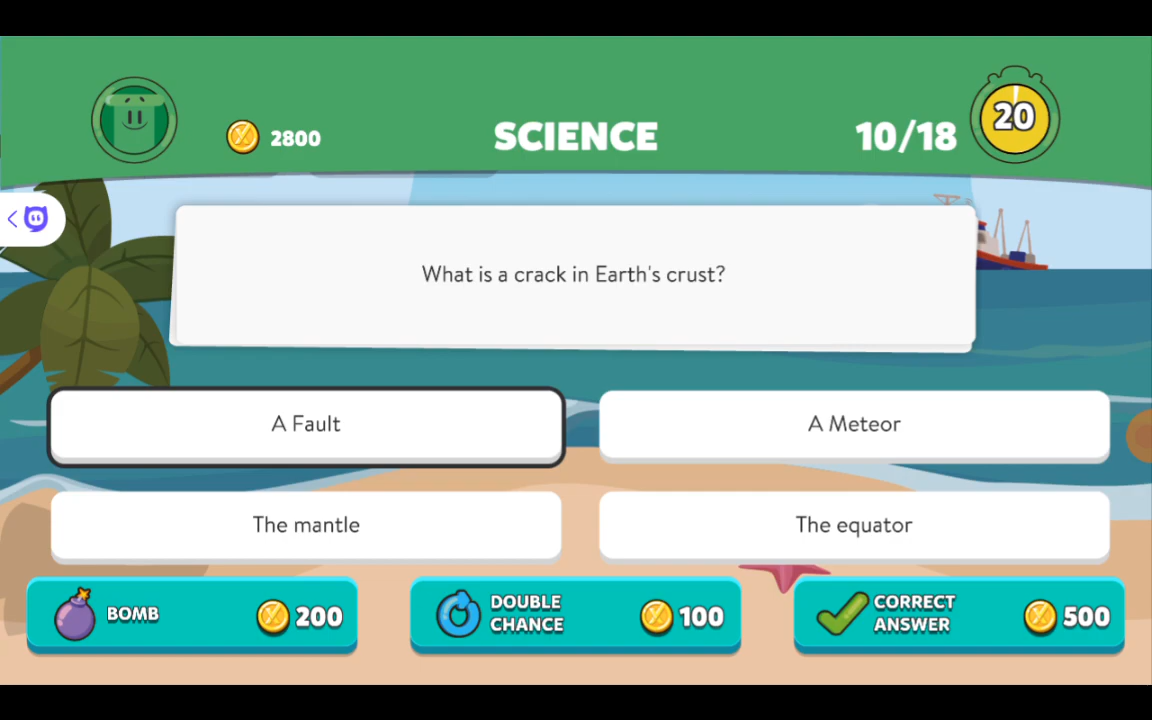 2800
SCIENCE
10/18
20
What is a crack in Earth's crust?
A Fault
A Meteor
The mantle
The equator
BOMB
200
DOUBLE
CHANCE
100
CORRECT
ANSWER
500